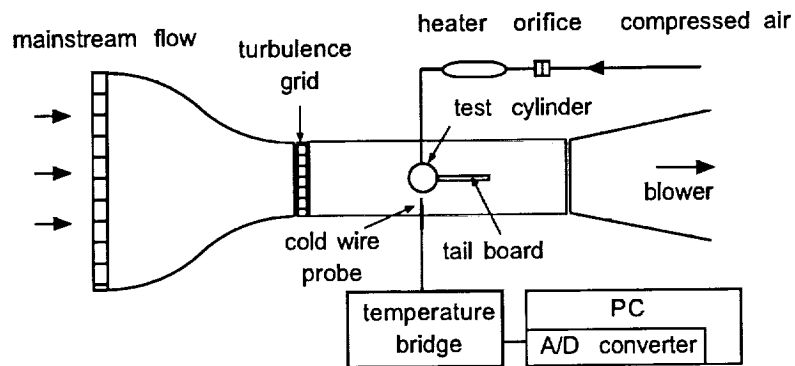 heater orifice compressed air
mainstream flow
turbulence
grid
test cylinder
blower
cold wire
probe
tail board
temperature
bridge
PC
A/D converter